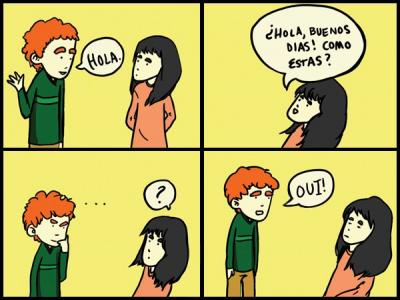 HOLA.
¿HOLA, BUENOS
DIAS! COMO
ESTAS?
...
?
OUI!